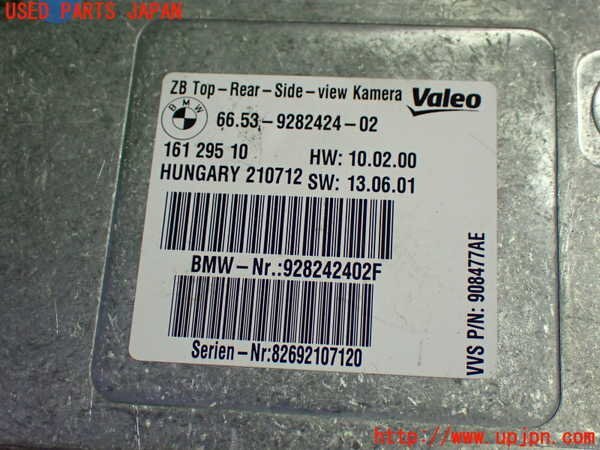 USED PARTS JAPAN
ZB Top-Rear-Side-view Kamera Valeo
BMW 66.53-9282424-02
161 295 10 HW: 10.02.00
HUNGARY 210712 SW: 13.06.01
BMW-Nr.:928242402F
Serien-Nr:82692107120
VVS P/N: 908477AE
http://www.upjpn.com